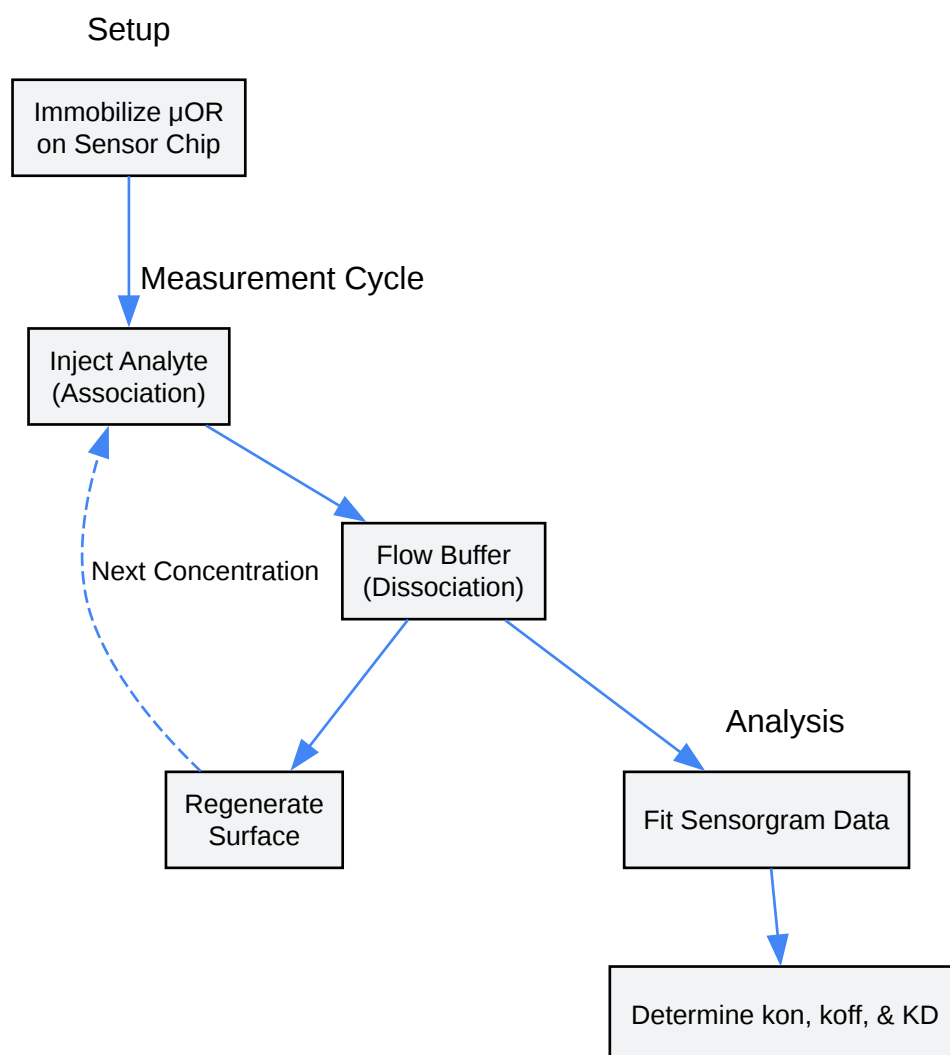 Setup
Immobilize μOR
on Sensor Chip
Measurement Cycle
Inject Analyte
(Association)
Flow Buffer
(Dissociation)
Next Concentration
Analysis
Regenerate
Surface
Fit Sensorgram Data
Determine kon, koff, & KD